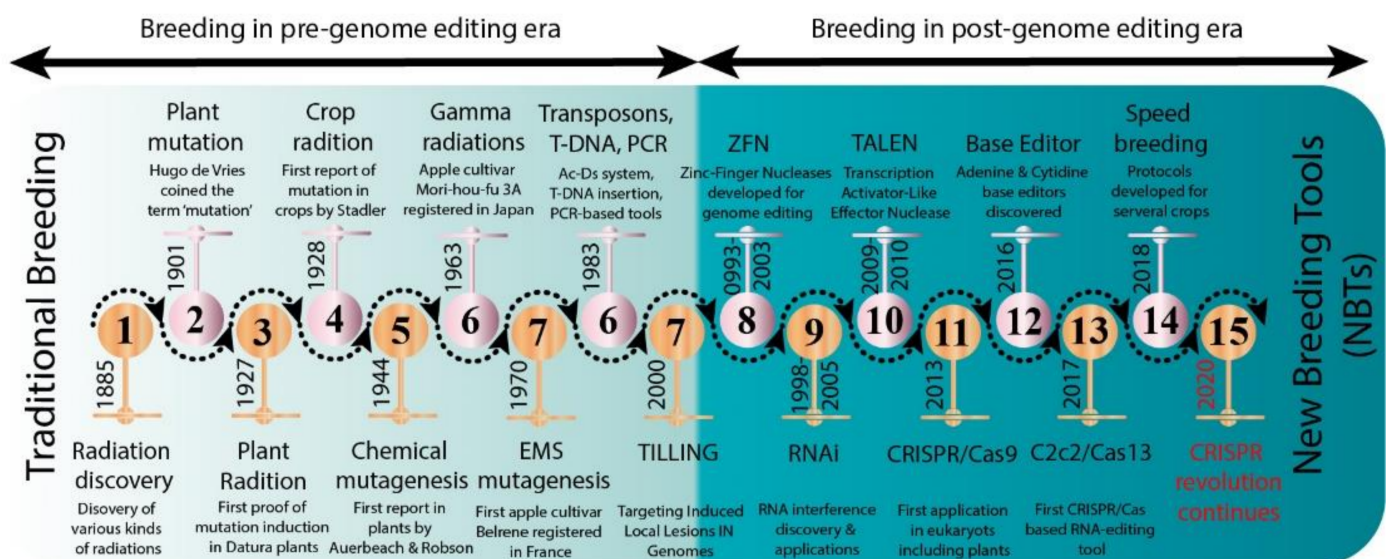 Breeding in pre-genome editing era
Breeding in post-genome editing era
Traditional Breeding
Plant
mutation
Hugo de Vries
coined the
term 'mutation'
1901
Crop
radition
First report of
mutation in
crops by Stadler
1928
Gamma
radiations
Apple cultivar
Mori-hou-fu 3A
registered in Japan
1963
Transposons,
T-DNA, PCR
Ac-Ds system,
T-DNA insertion,
PCR-based tools
1983
ZFN
Zinc-Finger Nucleases
developed for
genome editing
0993-
2003
TALEN
Transcription
Activator-Like
Effector Nuclease
2009-
2010
Base Editor
Adenine & Cytidine
base editors
discovered
2016
Speed
breeding
Protocols
developed for
serveral crops
2018
1
2
3
4
5
6
7
6
7
8
9
10
11
12
13
14
15
1885
Radiation
discovery
Disovery of
various kinds
of radiations
1927
Plant
Radition
First proof of
mutation induction
in Datura plants
1944
Chemical
mutagenesis
First report in
plants by
Auerbeach & Robson
1970
EMS
mutagenesis
First apple cultivar
Belrene registered
in France
2000
TILLING
Targeting Induced
Local Lesions IN
Genomes
1998-
2005
RNAi
RNA interference
discovery &
applications
2013
CRISPR/Cas9
First application
in eukaryots
including plants
2017
C2c2/Cas13
First CRISPR/Cas
based RNA-editing
tool
2020
CRISPR
revolution
continues
New Breeding Tools
(NBTs)